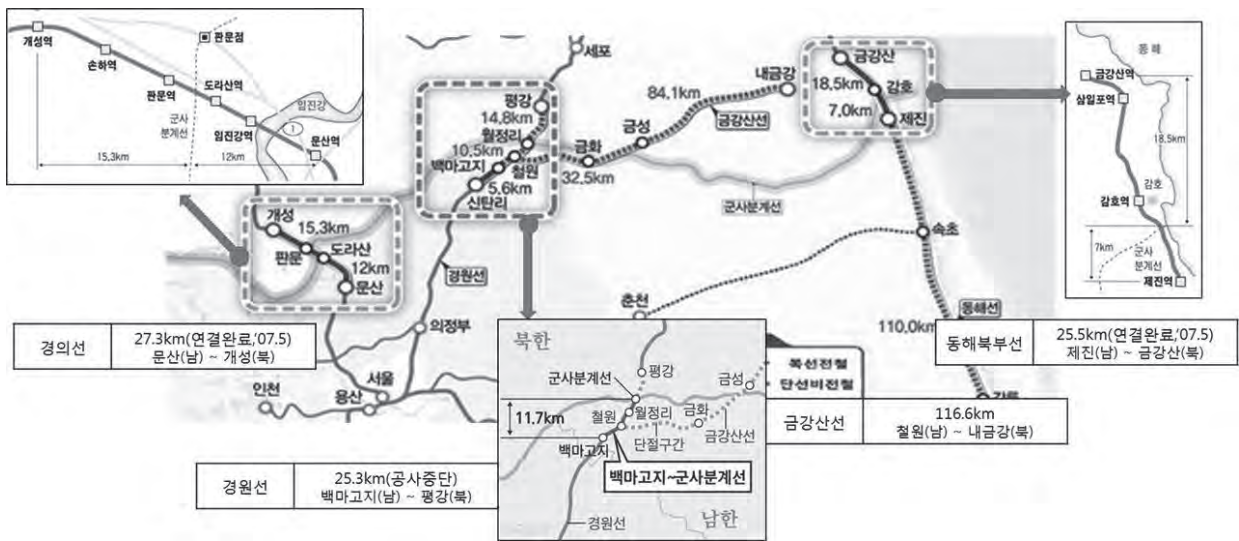 개성역
손하역
판문역
판문점
도라산역
임진강역
임진강
문산역
1
군사
분계선
15.3km
12km
세포
평강
14.8km
월정리
10.5km
백마고지
철원
5.6km
신탄리
금화
32.5km
금성
84.1km
내금강
금강산선
군사분계선
금강산
18.5km
감호
7.0km
제진
동해
금강산역
삼일포역
18.5km
감호
감호역
7km
군사
분계선
제진역
개성
15.3km
판문
도라산
12km
문산
경원선
의정부
춘천
속초
동해선
110.0km
강릉
인천
용산
서울
경의선
27.3km(연결완료,'07.5)
문산(남) ~ 개성(북)
동해북부선
25.5km(연결완료,'07.5)
제진(남) ~ 금강산(북)
복선전철
단선비전철
금강산선
116.6km
철원(남) ~ 내금강(북)
경원선
25.3km(공사중단)
백마고지(남) ~ 평강(북)
북한
평강
금성
군사분계선
월정리
금화
철원
11.7km
금강산선
단절구간
백마고지
백마고지~군사분계선
경원선
남한